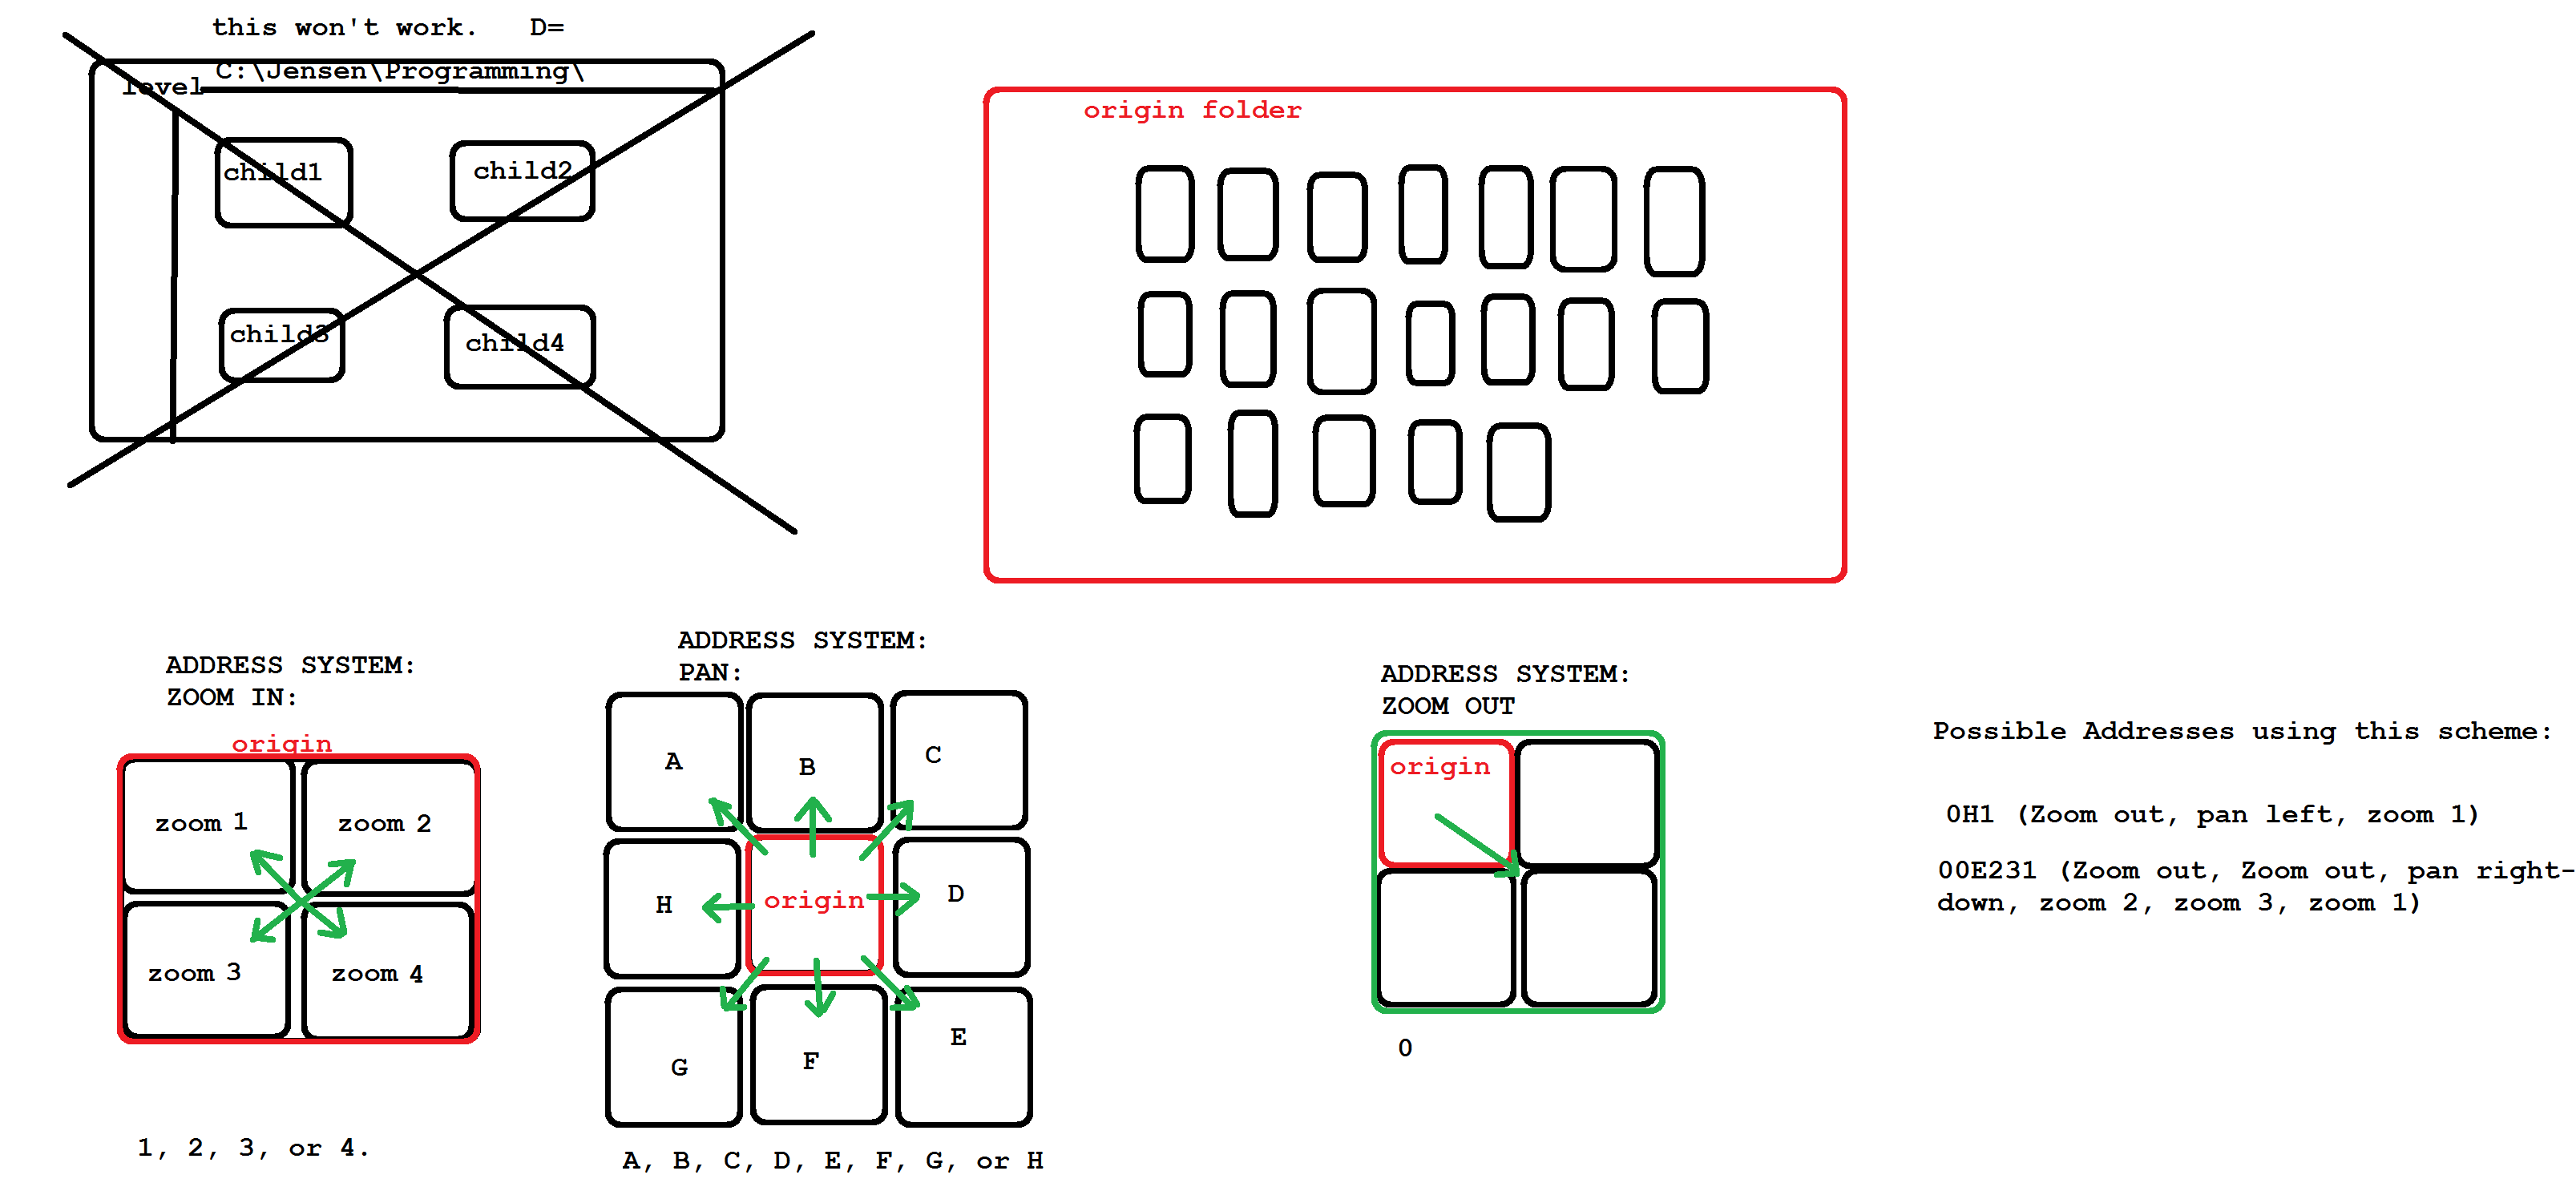 this won't work.   D=
C:\Jensen\Programming\
level
child1
child2
child3
child4
origin folder
ADDRESS SYSTEM:
ZOOM IN:
origin
zoom 1
zoom 2
zoom 3
zoom 4
1, 2, 3, or 4.
ADDRESS SYSTEM:
PAN:
A
B
C
H
origin
D
G
F
E
A, B, C, D, E, F, G, or H
ADDRESS SYSTEM:
ZOOM OUT
origin
0
Possible Addresses using this scheme:
0H1 (Zoom out, pan left, zoom 1)
00E231 (Zoom out, Zoom out, pan right-
down, zoom 2, zoom 3, zoom 1)